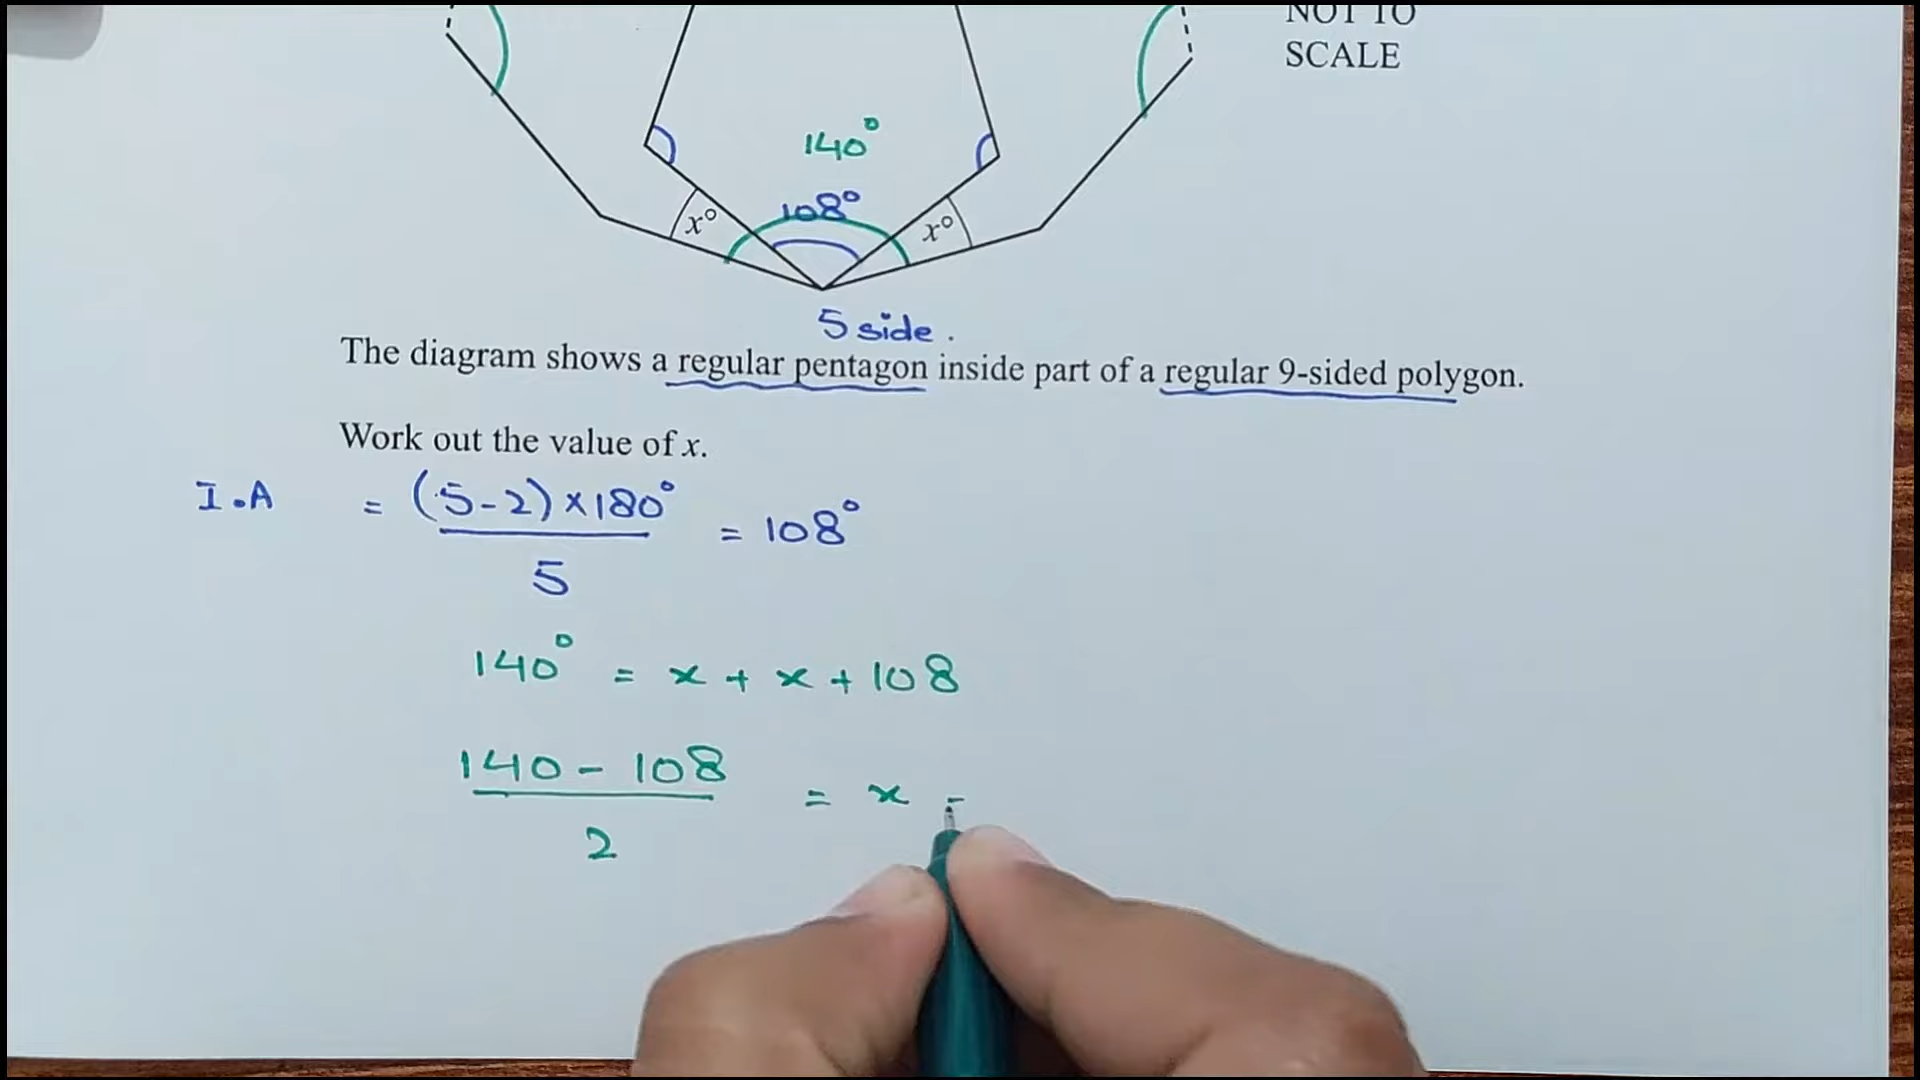 NOT TO
SCALE
140°
108°
x°
x°
5 side.
The diagram shows a regular pentagon inside part of a regular 9-sided polygon.
Work out the value of x.
I.A = (5-2)×180° / 5 = 108°
140° = x + x + 108
140 - 108 / 2 = x -